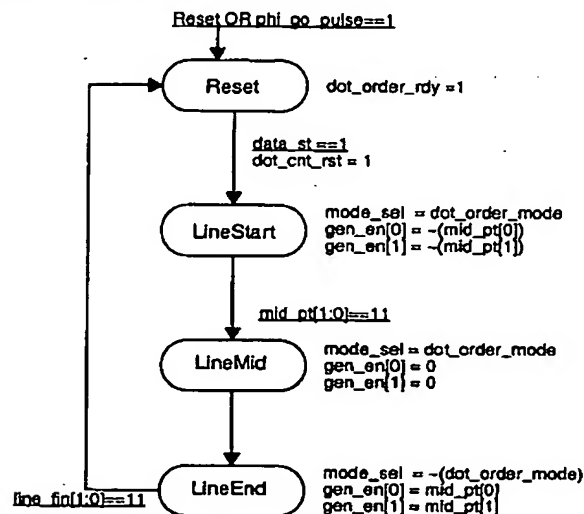 Reset OR phi_go_pulse==1
Reset
dot_order_rdy =1
data_st==1
dot_cnt_rst = 1
LineStart
mode_sel = dot_order_mode
gen_en[0] = ~(mid_pt[0])
gen_en[1] = ~(mid_pt[1])
mid_pt[1:0]==11
LineMid
mode_sel = dot_order_mode
gen_en[0] = 0
gen_en[1] = 0
LineEnd
mode_sel = ~(dot_order_mode)
gen_en[0] = mid_pt[0]
gen_en[1] = mid_pt[1]
line_fin[1:0]==11